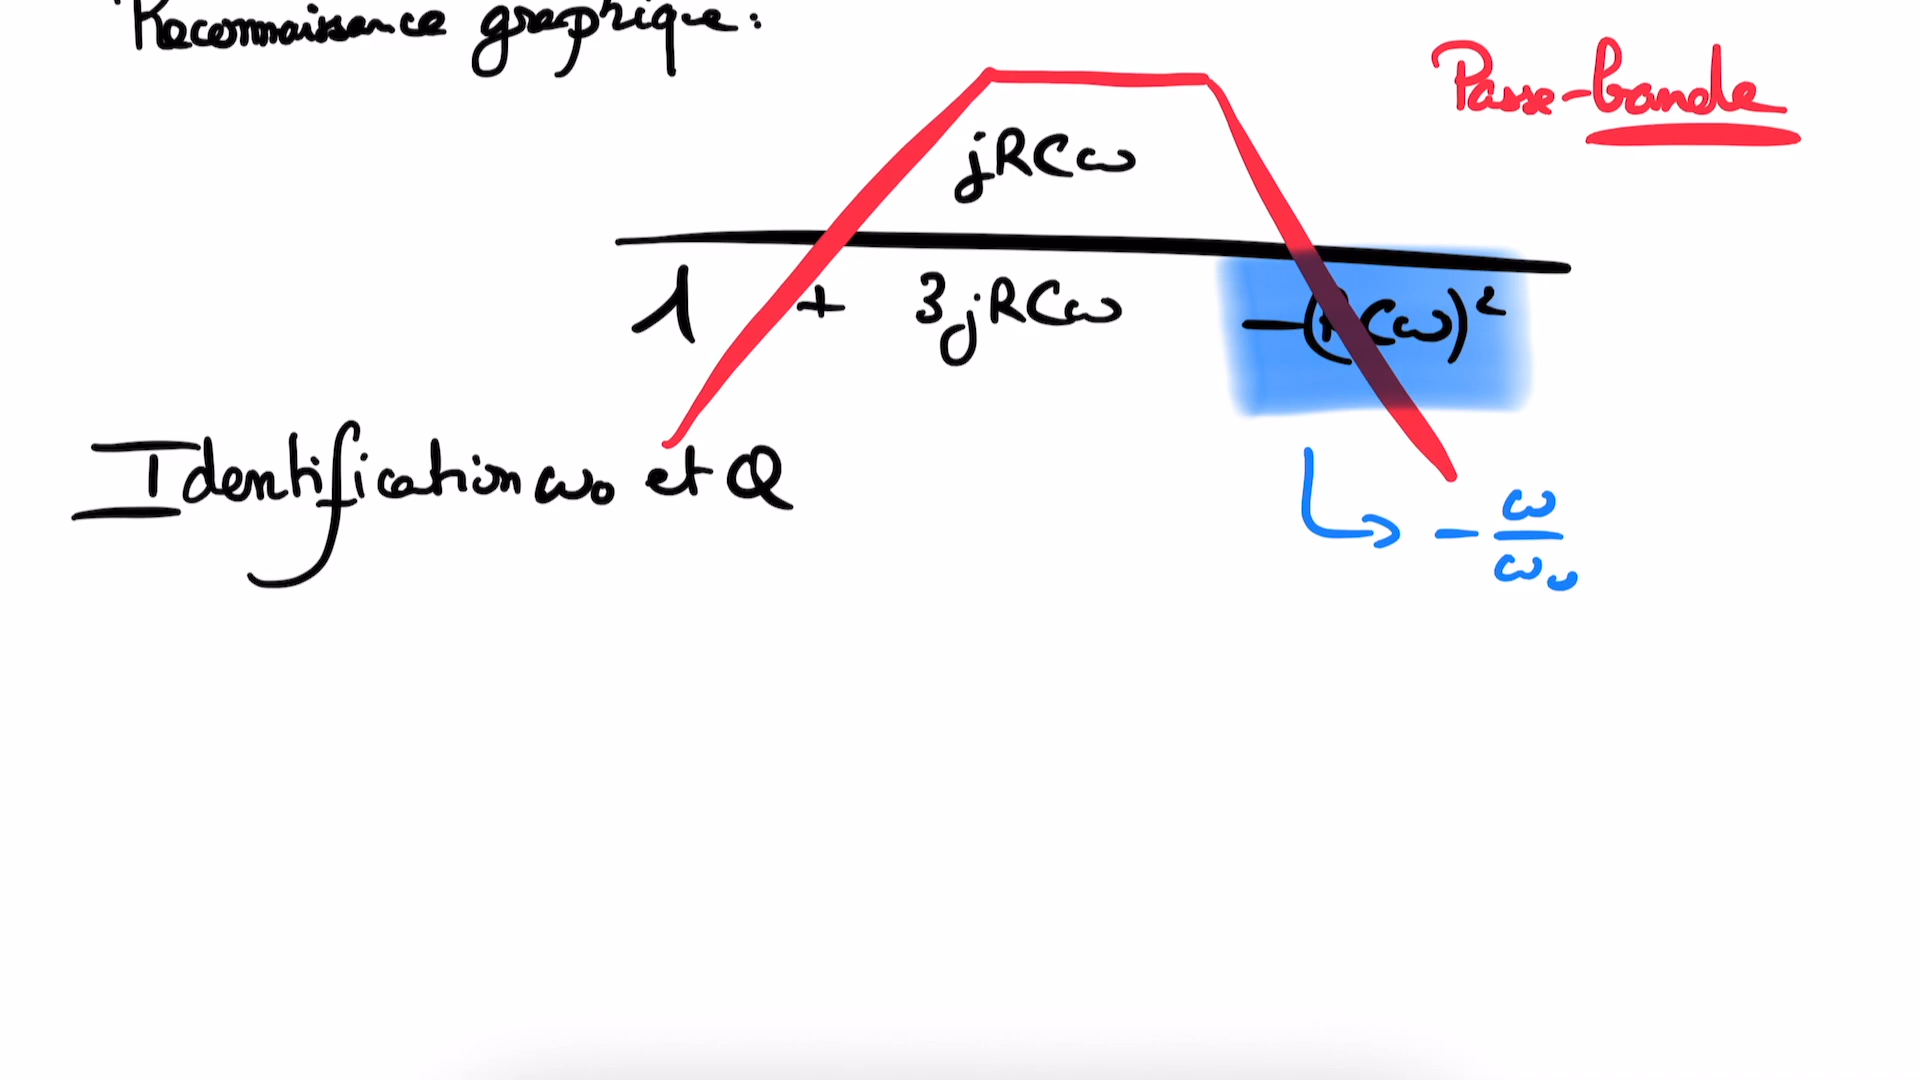 Reconnaissance graphique:
Passe-bande
jRCω
1 + 3jRCω -(RCω)²
Identification ω₀ et Q
- ω
ω₀